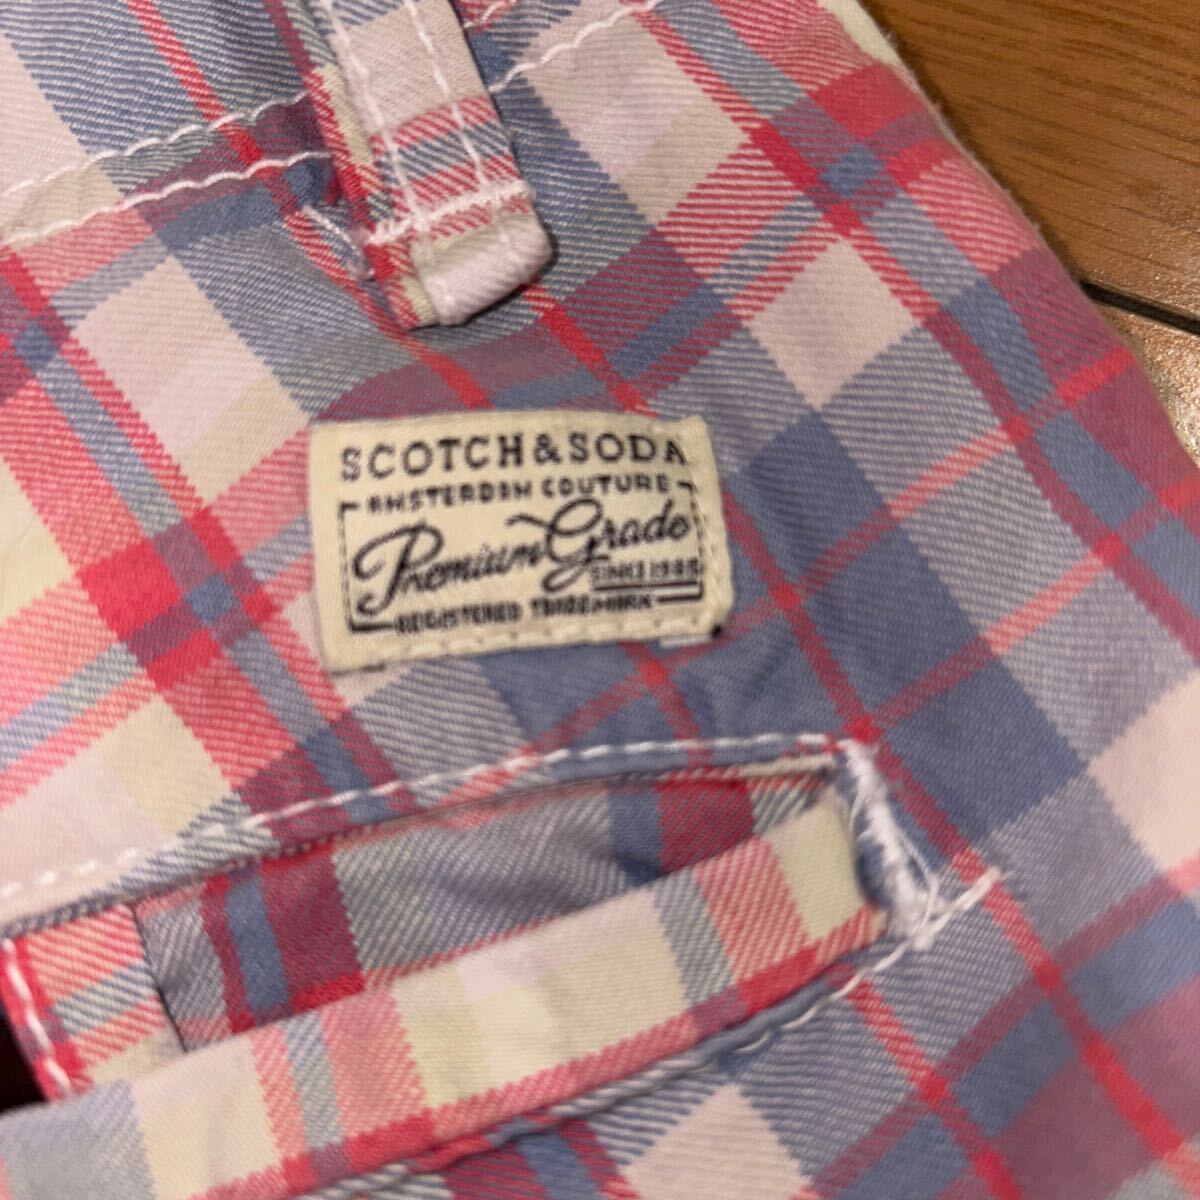 SCOTCH & SODA
AMSTERDAM COUTURE
Premium Grade
SINCE 1985
REGISTERED TRADEMARK